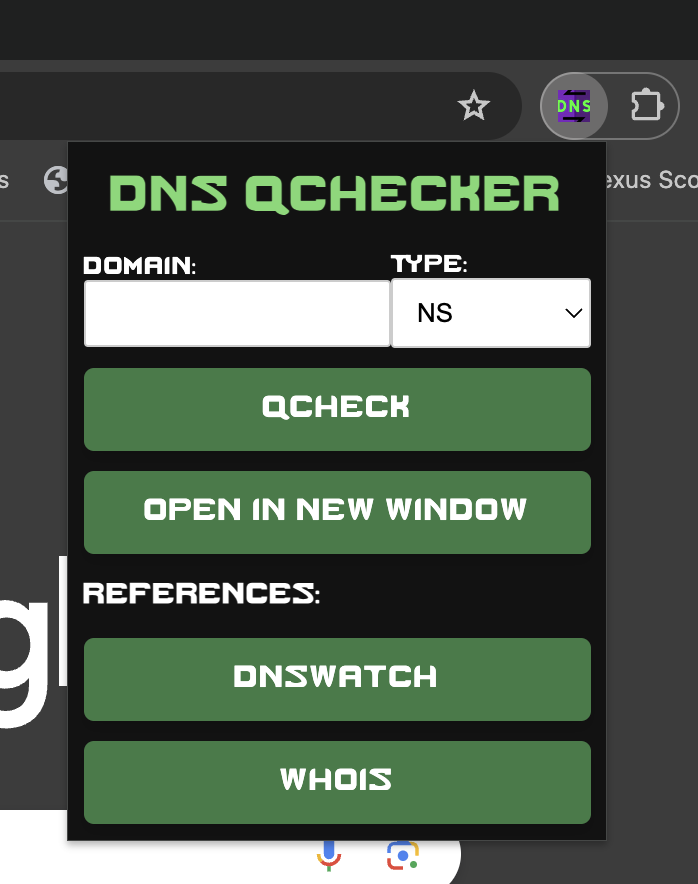 DNS
s
exus Sco
DNS QCHECKER
DOMAIN:
TYPE:
NS
QCHECK
OPEN IN NEW WINDOW
REFERENCES:
gl
DNSWATCH
WHOIS